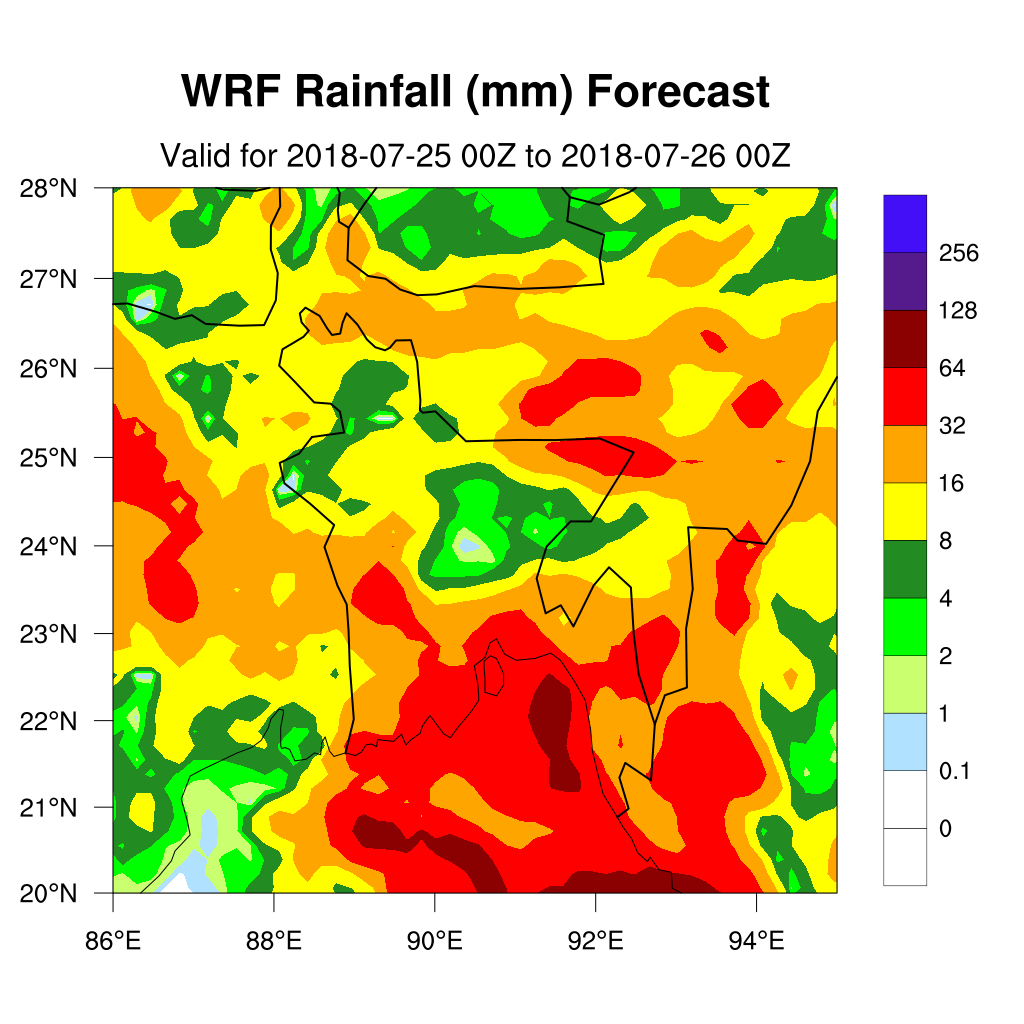 WRF Rainfall (mm) Forecast
Valid for 2018-07-25 00Z to 2018-07-26 00Z
28°N
27°N
26°N
25°N
24°N
23°N
22°N
21°N
20°N
86°E 88°E 90°E 92°E 94°E
256
128
64
32
16
8
4
2
1
0.1
0